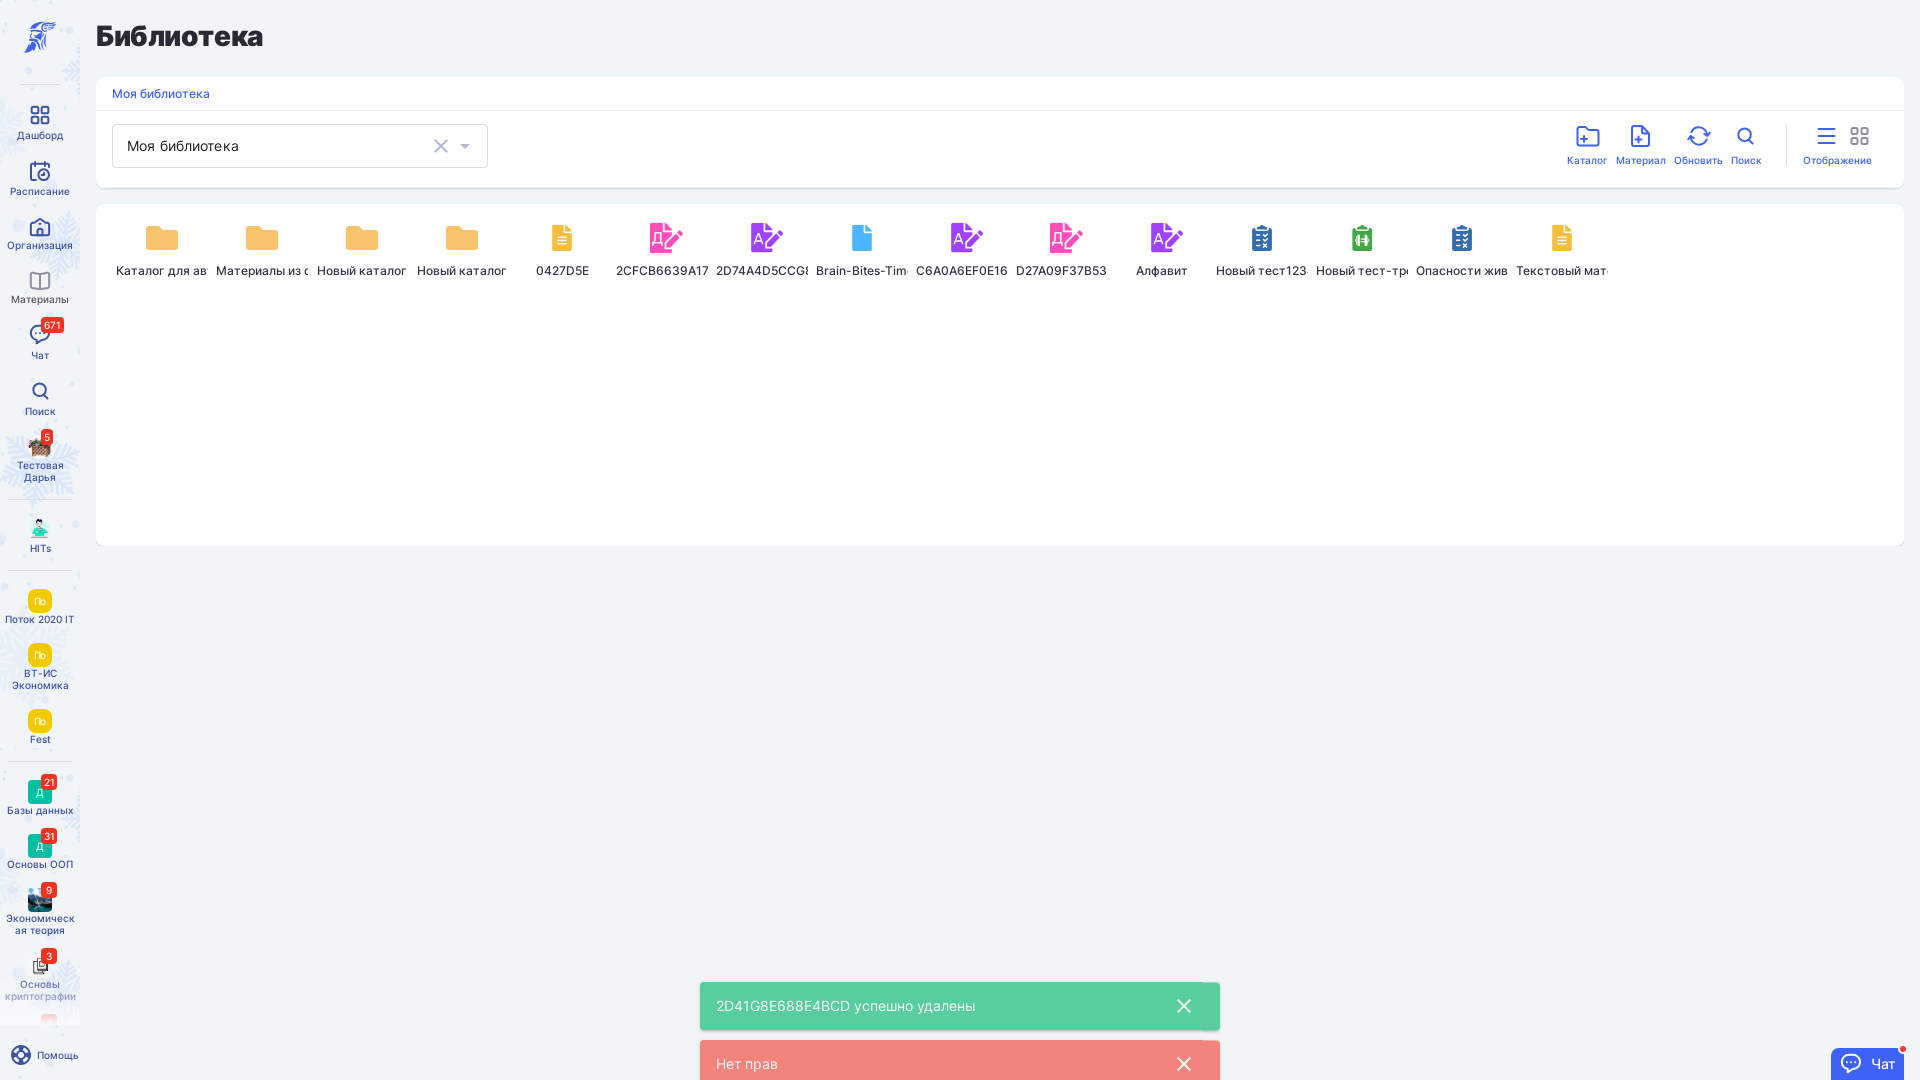 Библиотека
Моя библиотека
Моя библиотека
Каталог
Материал
Обновить
Поиск
Отображение
Каталог для ав
Материалы из с
Новый каталог
Новый каталог
0427D5E
2CFCB6639A17
2D74A4D5CCG8
Brain-Bites-Tim
C6A0A6EF0E16
D27A09F37B53
Алфавит
Новый тест123
Новый тест-тре
Опасности жив
Текстовый мат
Дашборд
Расписание
Организация
Материалы
671
Чат
Поиск
5
Тестовая
Дарья
HITs
По
Поток 2020 IT
По
ВТ-ИС
Экономика
По
Fest
21
Д
Базы данных
31
Д
Основы ООП
9
Экономическ
ая теория
3
Основы
криптографии
Помощь
2D41G8E688E4BCD успешно удалены
Нет прав
Чат